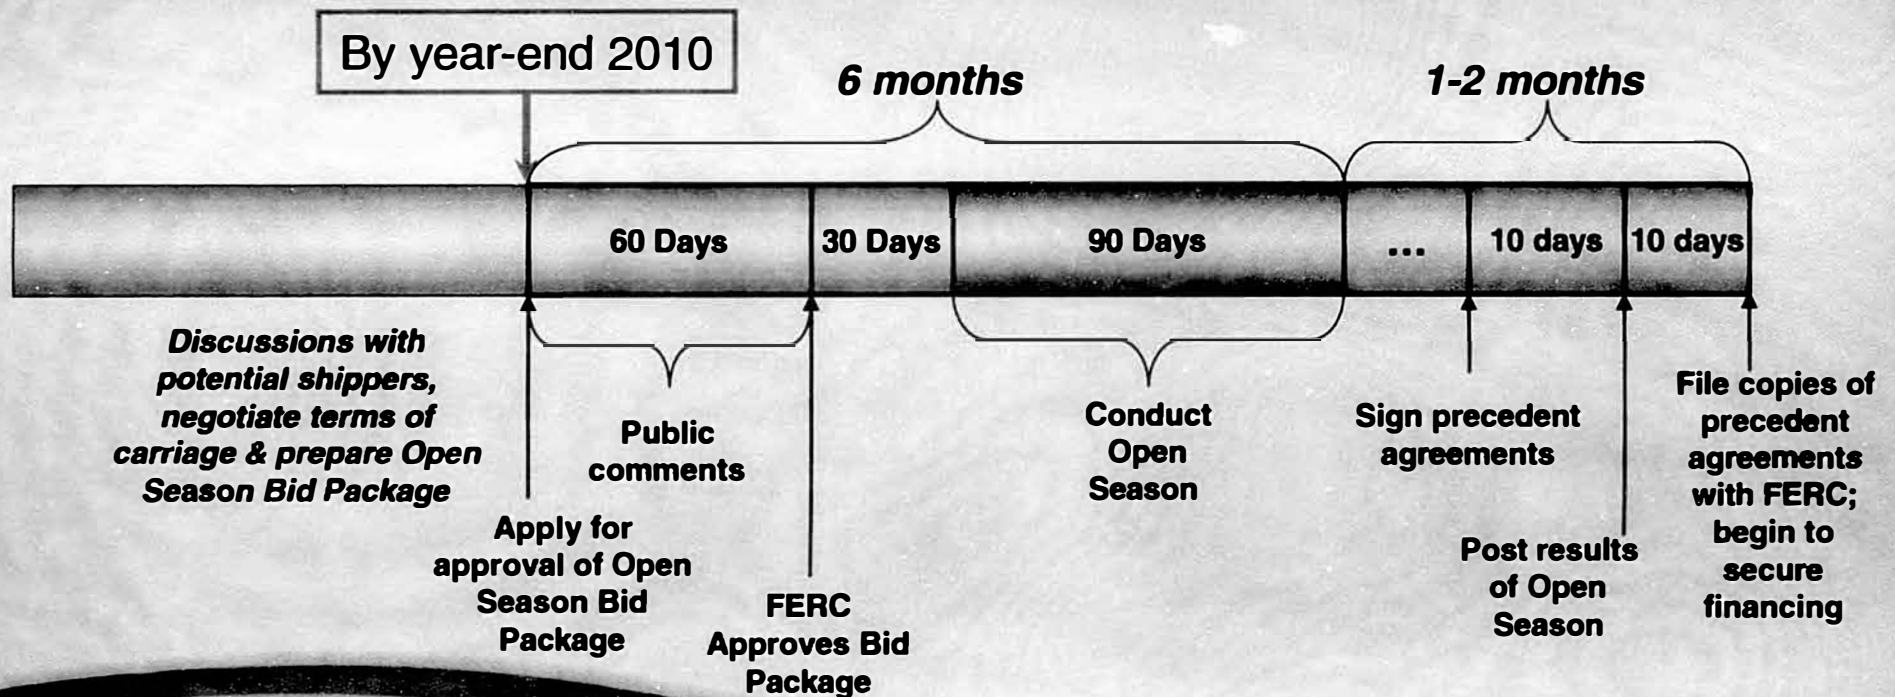 By year-end 2010
6 months
1-2 months
60 Days
30 Days
90 Days
...
10 days
10 days
Discussions with
potential shippers,
negotiate terms of
carriage & prepare Open
Season Bid Package
Apply for
approval of Open
Season Bid
Package
Public
comments
FERC
Approves Bid
Package
Conduct
Open
Season
Sign precedent
agreements
Post results
of Open
Season
File copies of
precedent
agreements
with FERC;
begin to
secure
financing